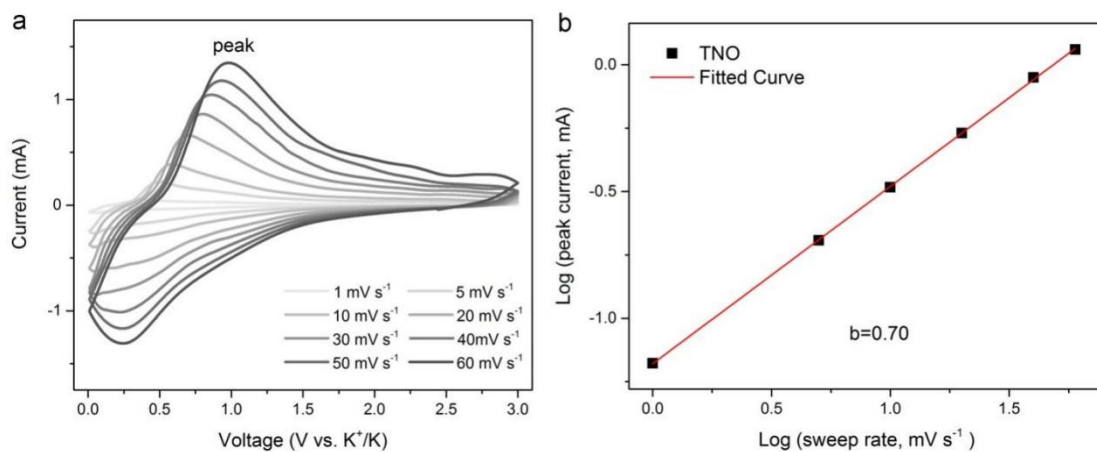 a
peak
Current (mA)
1
0
-1
1 mV s⁻¹ 5 mV s⁻¹
10 mV s⁻¹ 20 mV s⁻¹
30 mV s⁻¹ 40mV s⁻¹
50 mV s⁻¹ 60 mV s⁻¹
0.0 0.5 1.0 1.5 2.0 2.5 3.0
Voltage (V vs. K⁺/K)
b
TNO
Fitted Curve
Log (peak current, mA)
0.0
-0.5
-1.0
b=0.70
0.0 0.5 1.0 1.5
Log (sweep rate, mV s⁻¹)